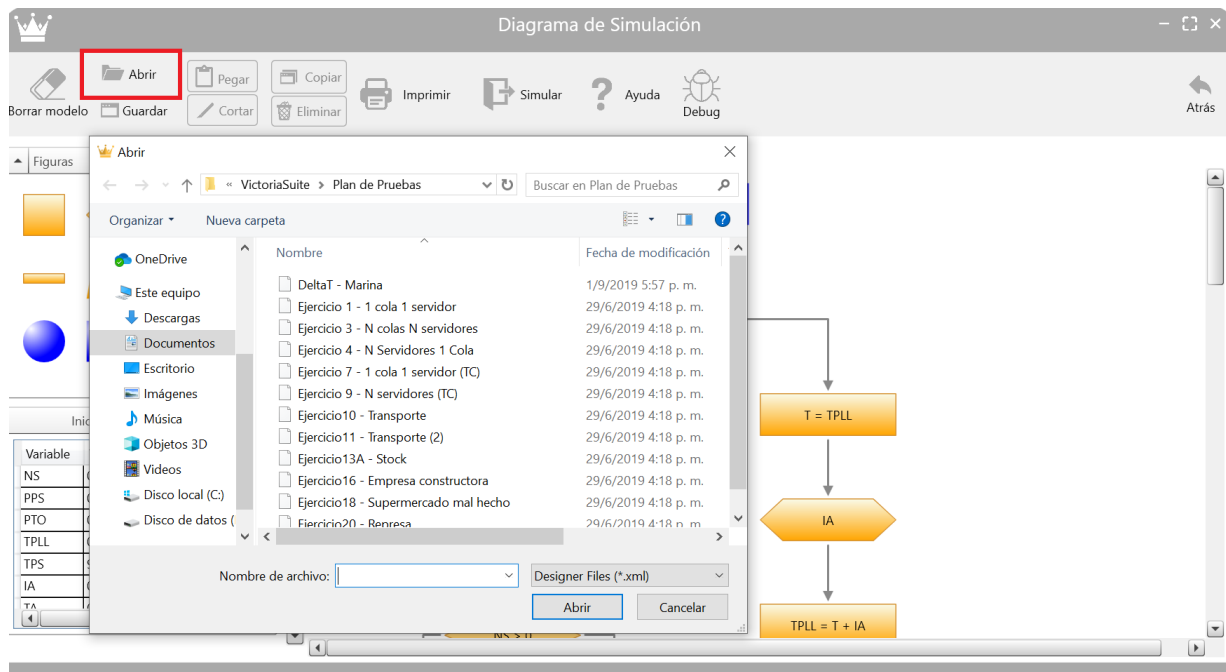 Diagrama de Simulación
Borrar modelo
Abrir
Guardar
Pegar
Cortar
Copiar
Eliminar
Imprimir
Simular
Ayuda
Debug
Atrás
Figuras
Abrir
« VictoriaSuite > Plan de Pruebas
Buscar en Plan de Pruebas
Organizar
Nueva carpeta
OneDrive
Este equipo
Descargas
Documentos
Escritorio
Imágenes
Música
Objetos 3D
Videos
Disco local (C:)
Disco de datos (
Nombre Fecha de modificación
DeltaT - Marina 1/9/2019 5:57 p. m.
Ejercicio 1 - 1 cola 1 servidor 29/6/2019 4:18 p. m.
Ejercicio 3 - N colas N servidores 29/6/2019 4:18 p. m.
Ejercicio 4 - N Servidores 1 Cola 29/6/2019 4:18 p. m.
Ejercicio 7 - 1 cola 1 servidor (TC) 29/6/2019 4:18 p. m.
Ejercicio 9 - N servidores (TC) 29/6/2019 4:18 p. m.
Ejercicio10 - Transporte 29/6/2019 4:18 p. m.
Ejercicio11 - Transporte (2) 29/6/2019 4:18 p. m.
Ejercicio13A - Stock 29/6/2019 4:18 p. m.
Ejercicio16 - Empresa constructora 29/6/2019 4:18 p. m.
Ejercicio18 - Supermercado mal hecho 29/6/2019 4:18 p. m.
Ejercicio20 - Represa 29/6/2019 4:18 p. m.
Nombre de archivo:
Designer Files (*.xml)
Abrir
Cancelar
Variable
NS
PPS
PTO
TPLL
TPS
IA
TA
T = TPLL
IA
TPLL = T + IA
NS > 0